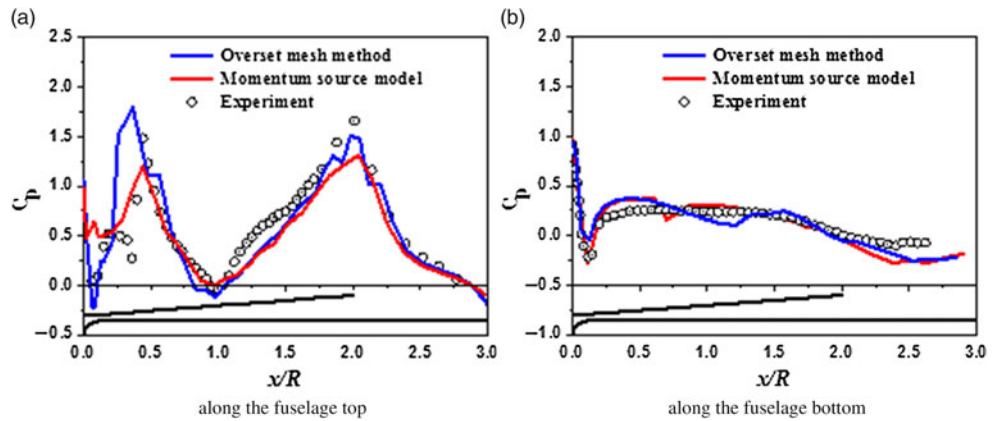 (a)
2.5
2.0
1.5
1.0
0.5
0.0
−0.5
Cp
Overset mesh method
Momentum source model
Experiment
0.0 0.5 1.0 1.5 2.0 2.5 3.0
x/R
along the fuselage top
(b)
2.0
1.5
1.0
0.5
0.0
−0.5
−1.0
Cp
Overset mesh method
Momentum source model
Experiment
0.0 0.5 1.0 1.5 2.0 2.5 3.0
x/R
along the fuselage bottom